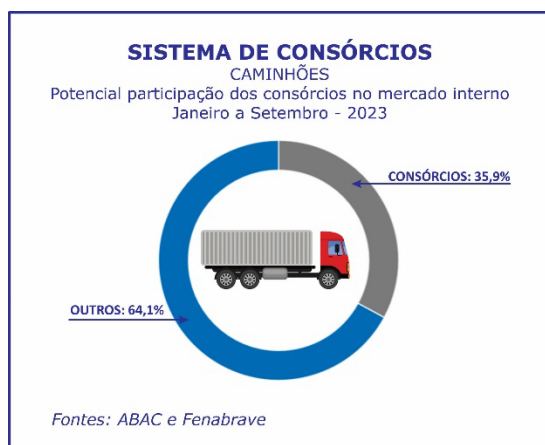 SISTEMA DE CONSÓRCIOS
CAMINHÕES
Potencial participação dos consórcios no mercado interno
Janeiro a Setembro - 2023
CONSÓRCIOS: 35,9%
OUTROS: 64,1%
Fontes: ABAC e Fenabrave